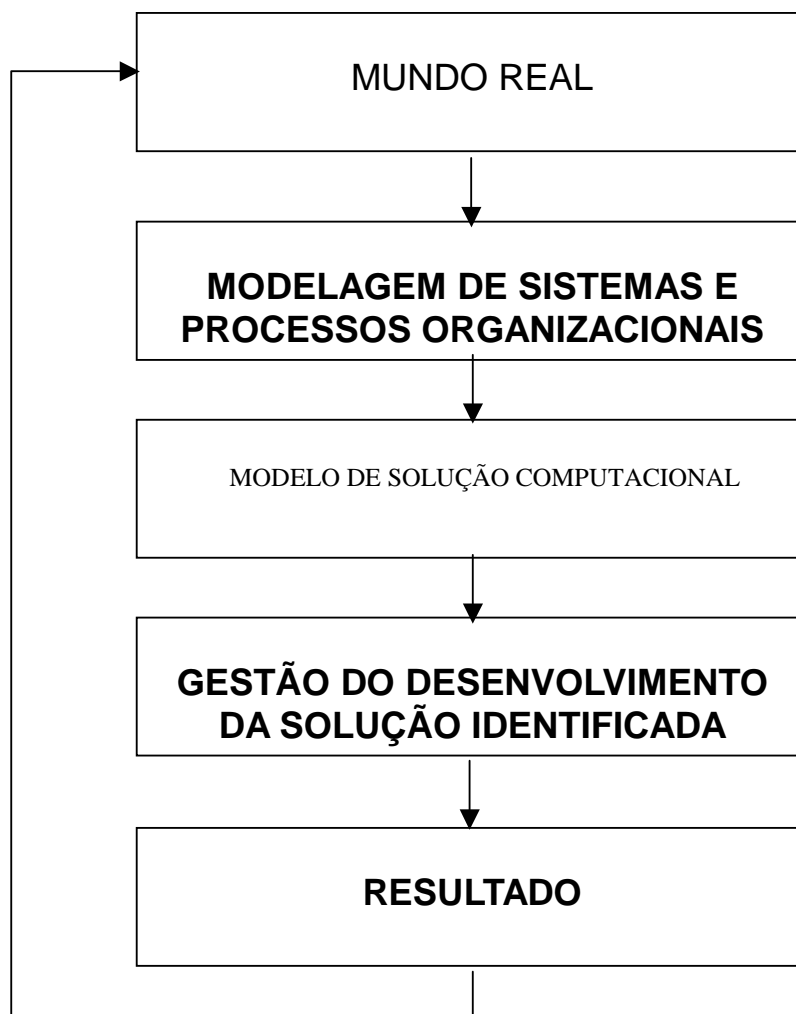 MUNDO REAL
MODELAGEM DE SISTEMAS E
PROCESSOS ORGANIZACIONAIS
MODELO DE SOLUÇÃO COMPUTACIONAL
GESTÃO DO DESENVOLVIMENTO
DA SOLUÇÃO IDENTIFICADA
RESULTADO